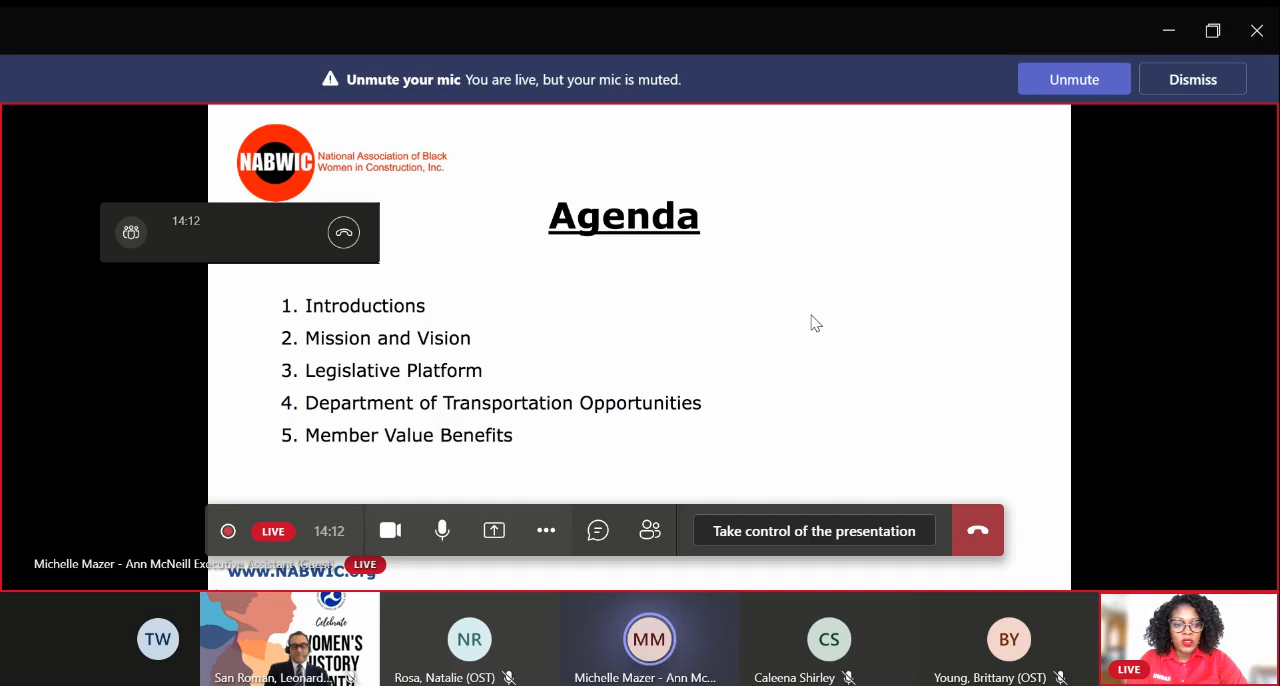 Unmute your mic You are live, but your mic is muted.
Unmute
Dismiss
NABWIC
National Association of Black
Women in Construction, Inc.
14:12
Agenda
1. Introductions
2. Mission and Vision
3. Legislative Platform
4. Department of Transportation Opportunities
5. Member Value Benefits
LIVE
14:12
Take control of the presentation
Michelle Mazer - Ann McNeill Executive Assistant (Guest)
LIVE
www.NABWIC.org
TW
Celebrate
WOMEN'S
HISTORY
San Roman, Leonard...
NR
Rosa, Natalie (OST)
MM
Michelle Mazer - Ann Mc...
CS
Caleena Shirley
BY
Young, Brittany (OST)
LIVE